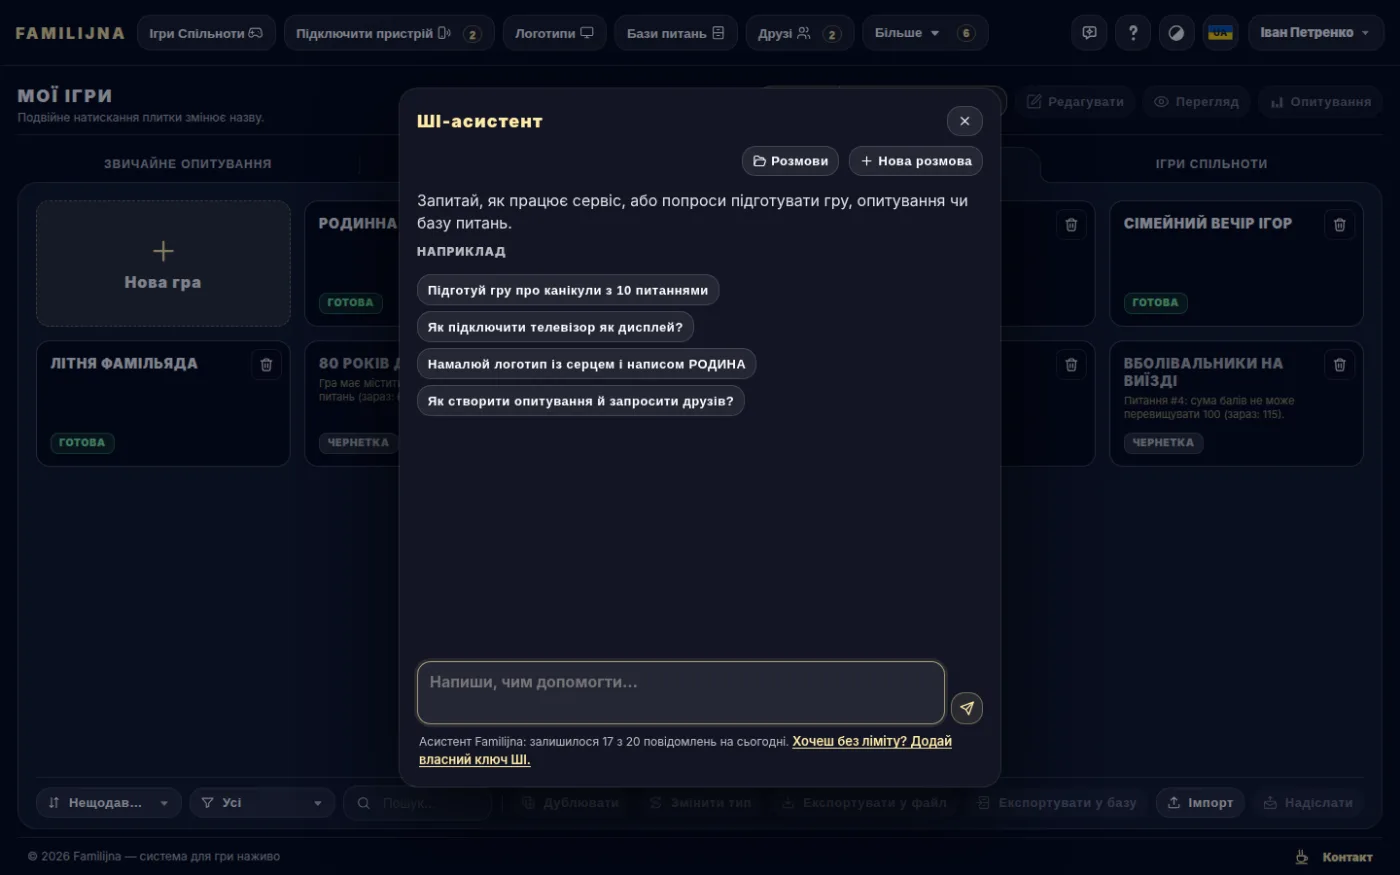 FAMILIJNA
Ігри Спільноти
Підключити пристрій 2
Логотипи
Бази питань
Друзі 2
Більше 6
?
UA
Іван Петренко
МОЇ ІГРИ
Подвійне натискання плитки змінює назву.
Редагувати
Перегляд
Опитування
ЗВИЧАЙНЕ ОПИТУВАННЯ
ІГРИ СПІЛЬНОТИ
Нова гра
РОДИННА
ГОТОВА
СІМЕЙНИЙ ВЕЧІР ІГОР
ГОТОВА
ЛІТНЯ ФАМІЛЬЯДА
ГОТОВА
80 РОКІВ
Гра має містит
питань (зараз:
ЧЕРНЕТКА
ВБОЛІВАЛЬНИКИ НА
ВИЇЗДІ
Питання #4: сума балів не може
перевищувати 100 (зараз: 115).
ЧЕРНЕТКА
ШІ-асистент
Розмови
Нова розмова
Запитай, як працює сервіс, або попроси підготувати гру, опитування чи
базу питань.
НАПРИКЛАД
Підготуй гру про канікули з 10 питаннями
Як підключити телевізор як дисплей?
Намалюй логотип із серцем і написом РОДИНА
Як створити опитування й запросити друзів?
Напиши, чим допомогти...
Асистент Familijna: залишилося 17 з 20 повідомлень на сьогодні. Хочеш без ліміту? Додай
власний ключ ШІ.
Нещодав...
Усі
Пошук...
Дублювати
Змінити тип
Експортувати у файл
Експортувати у базу
Імпорт
Надіслати
© 2026 Familijna — система для гри наживо
Контакт